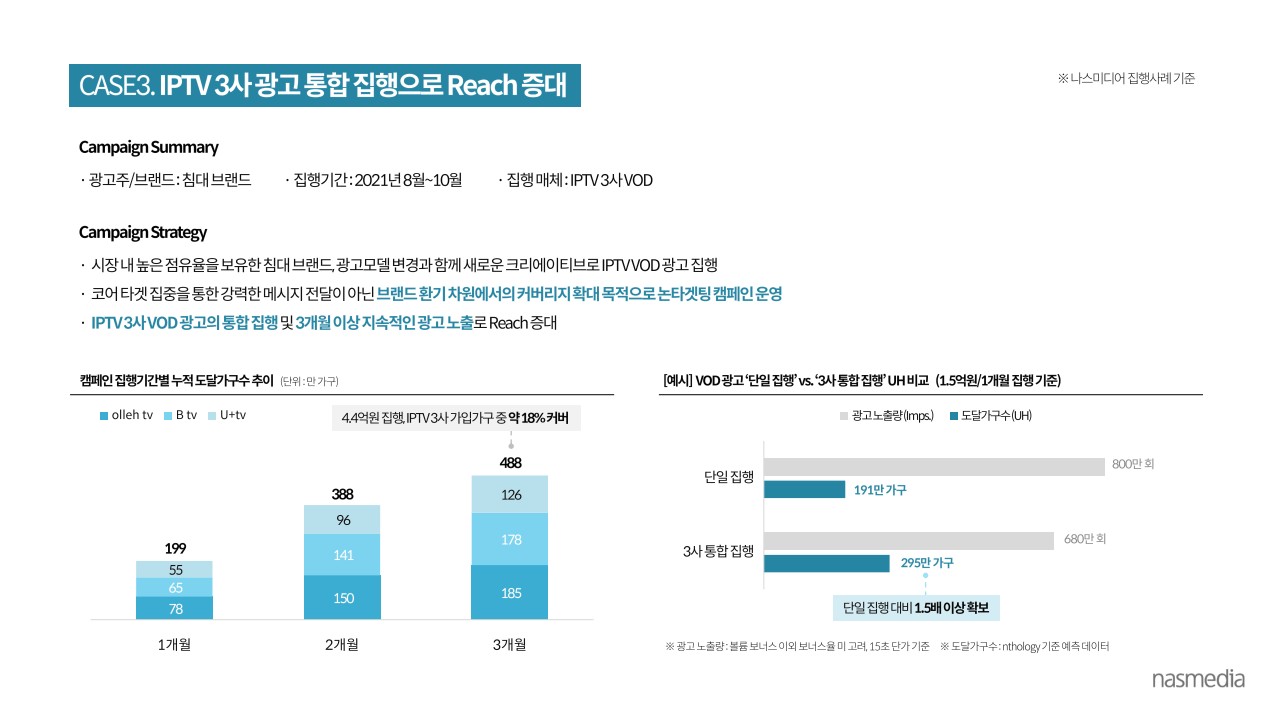 CASE3. IPTV 3사 광고 통합 집행으로 Reach 증대
※ 나스미디어 집행사례 기준
Campaign Summary
· 광고주/브랜드 : 침대 브랜드 · 집행기간 : 2021년 8월~10월 · 집행 매체 : IPTV 3사 VOD
Campaign Strategy
· 시장 내 높은 점유율을 보유한 침대 브랜드, 광고모델 변경과 함께 새로운 크리에이티브로 IPTV VOD 광고 집행
· 코어 타겟 집중을 통한 강력한 메시지 전달이 아닌 브랜드 환기 차원에서의 커버리지 확대 목적으로 논타겟팅 캠페인 운영
· IPTV 3사 VOD 광고의 통합 집행 및 3개월 이상 지속적인 광고 노출로 Reach 증대
캠페인 집행기간별 누적 도달가구수 추이 (단위 : 만 가구)
olleh tv B tv U+tv
4.4억원 집행, IPTV 3사 가입가구 중 약 18% 커버
199
55
65
78
1개월
388
96
141
150
2개월
488
126
178
185
3개월
[예시] VOD 광고 ‘단일 집행’ vs. ‘3사 통합 집행’ UH 비교 (1.5억원/1개월 집행 기준)
광고 노출량(Imps.) 도달가구수(UH)
단일 집행
800만 회
191만 가구
3사 통합 집행
680만 회
295만 가구
단일 집행 대비 1.5배 이상 확보
※ 광고 노출량 : 볼륨 보너스 이외 보너스율 미 고려, 15초 단가 기준 ※ 도달가구수 : nthology 기준 예측 데이터
nasmedia